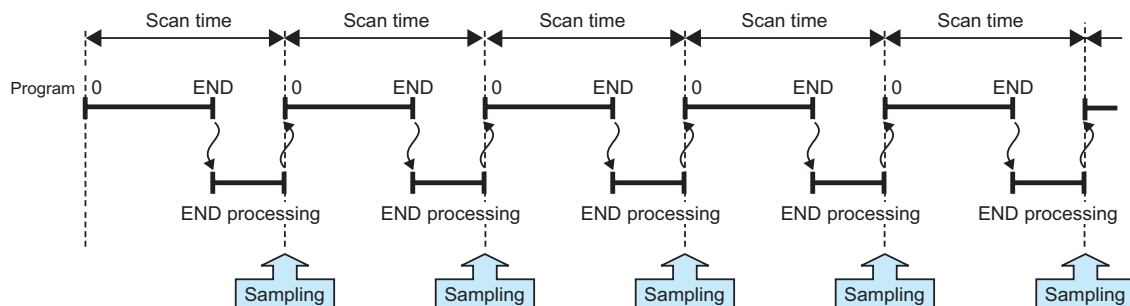 Scan time Scan time Scan time Scan time Scan time
Program 0 END 0 END 0 END 0 END 0 END
END processing END processing END processing END processing END processing
Sampling Sampling Sampling Sampling Sampling